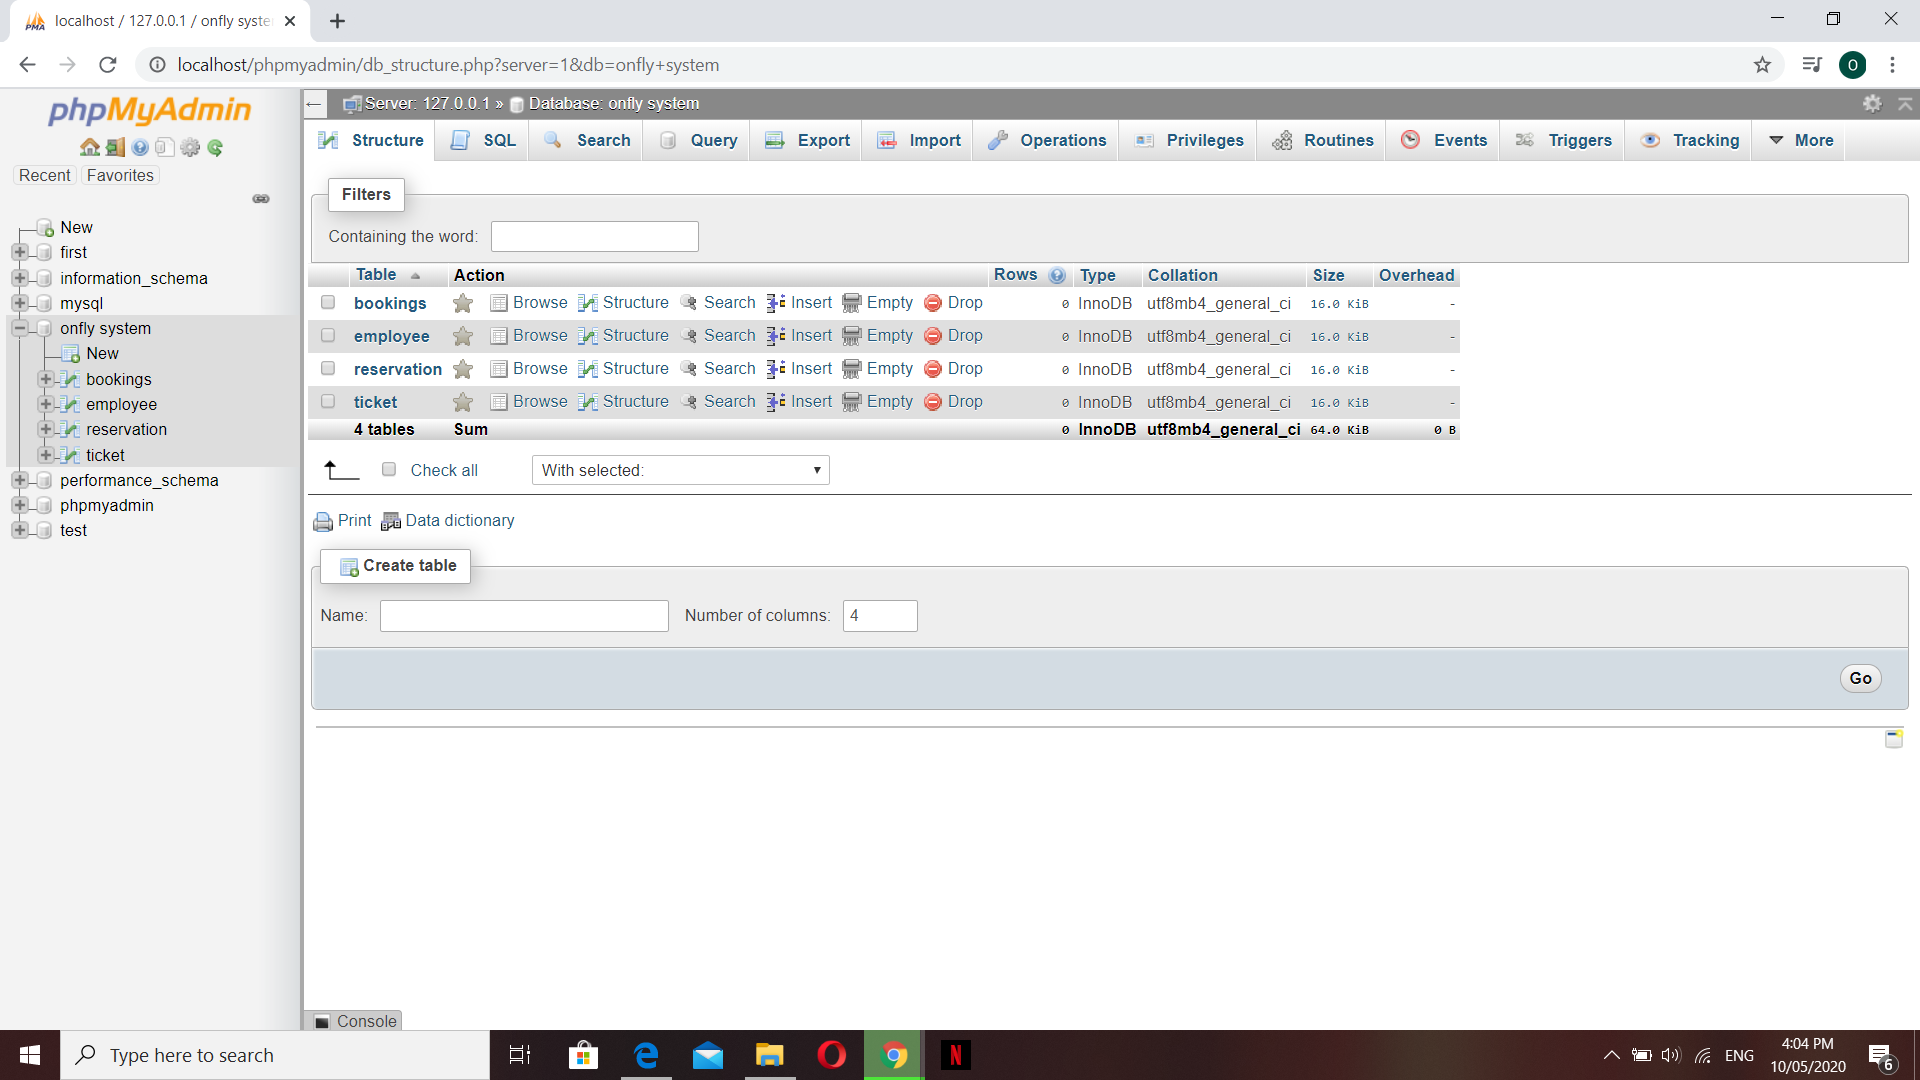 localhost / 127.0.0.1 / onfly syste
localhost/phpmyadmin/db_structure.php?server=1&db=onfly+system
O
phpMyAdmin
Recent Favorites
New
first
information_schema
mysql
onfly system
New
bookings
employee
reservation
ticket
performance_schema
phpmyadmin
test
Server: 127.0.0.1 » Database: onfly system
Structure SQL Search Query Export Import Operations Privileges Routines Events Triggers Tracking More
Filters
Containing the word:
Table Action Rows Type Collation Size Overhead
bookings Browse Structure Search Insert Empty Drop 0 InnoDB utf8mb4_general_ci 16.0 KiB -
employee Browse Structure Search Insert Empty Drop 0 InnoDB utf8mb4_general_ci 16.0 KiB -
reservation Browse Structure Search Insert Empty Drop 0 InnoDB utf8mb4_general_ci 16.0 KiB -
ticket Browse Structure Search Insert Empty Drop 0 InnoDB utf8mb4_general_ci 16.0 KiB -
4 tables Sum 0 InnoDB utf8mb4_general_ci 64.0 KiB 0 B
Check all With selected:
Print Data dictionary
Create table
Name: Number of columns: 4
Go
Console
Type here to search
N
ENG
4:04 PM
10/05/2020
6